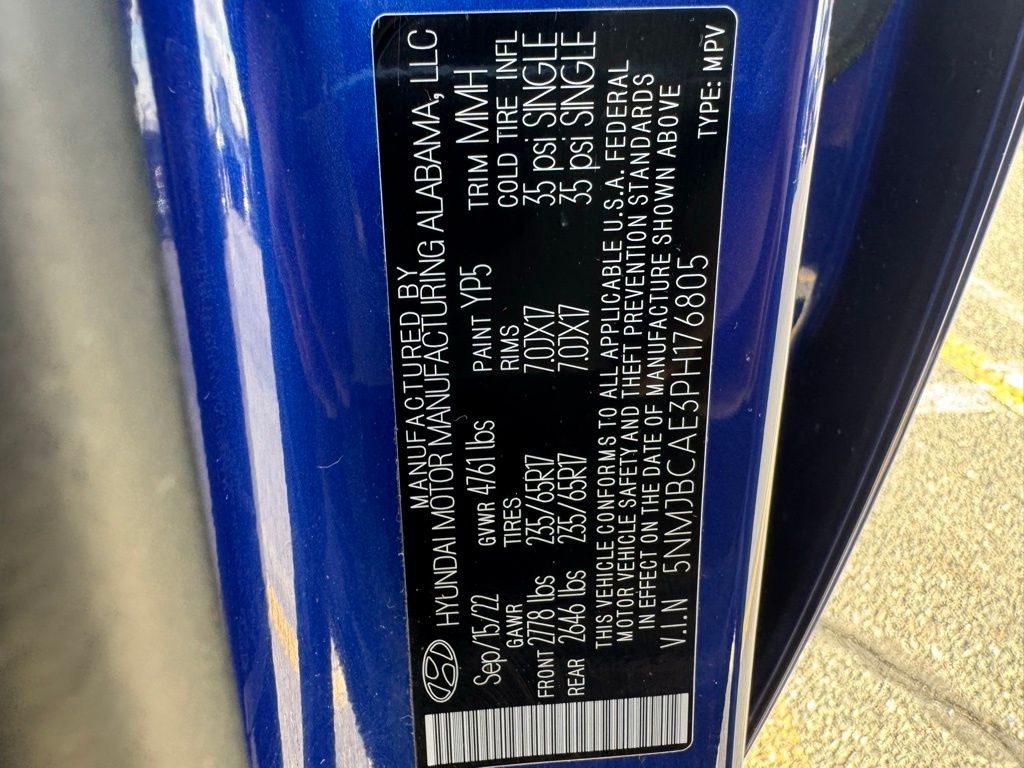 MANUFACTURED BY
HYUNDAI MOTOR MANUFACTURING ALABAMA, LLC
Sep/15/22 GVWR 4761 lbs PAINT YP5 TRIM MMH
GAWR TIRES RIMS COLD TIRE INFL
FRONT 2778 lbs 235/65R17 7.0JX17 35 psi SINGLE
REAR 2646 lbs 235/65R17 7.0JX17 35 psi SINGLE
THIS VEHICLE CONFORMS TO ALL APPLICABLE U.S.A. FEDERAL
MOTOR VEHICLE SAFETY AND THEFT PREVENTION STANDARDS
IN EFFECT ON THE DATE OF MANUFACTURE SHOWN ABOVE
V.I.N 5NMJBCAE3PH176805 TYPE: MPV